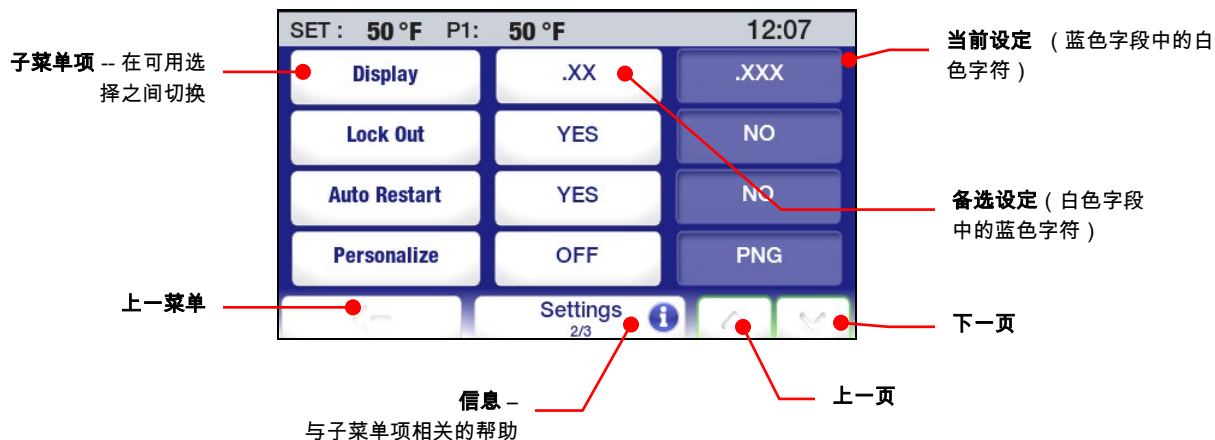 SET : 50 °F P1: 50 °F 12:07
子菜单项 -- 在可用选
择之间切换
当前设定 （蓝色字段中的白
色字符）
Display .XX .XXX
Lock Out YES NO
Auto Restart YES NO
备选设定（白色字段
中的蓝色字符）
Personalize OFF PNG
上一菜单
Settings
2/3
i
下一页
上一页
信息 –
与子菜单项相关的帮助